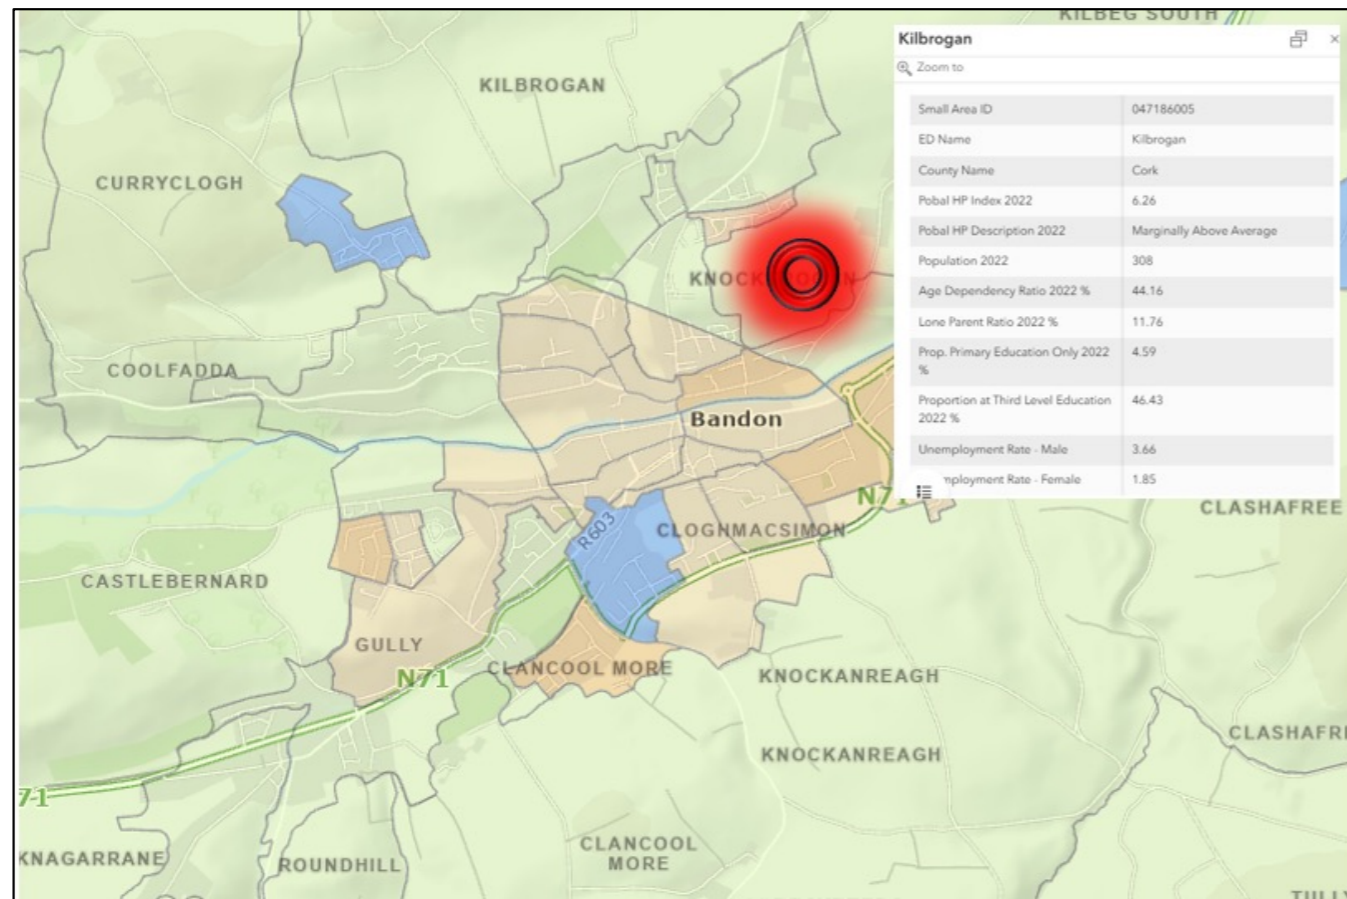 KILBEG SOUTH
Kilbrogan
Zoom to
Small Area ID 047186005
ED Name Kilbrogan
County Name Cork
Pobal HP Index 2022 6.26
Pobal HP Description 2022 Marginally Above Average
Population 2022 308
Age Dependency Ratio 2022 % 44.16
Lone Parent Ratio 2022 % 11.76
Prop. Primary Education Only 2022 4.59
%
Proportion at Third Level Education 46.43
2022 %
Unemployment Rate - Male 3.66
mployment Rate - Female 1.85
KILBROGAN
CURRYCLOGH
COOLFADDA
Bandon
N71
CLASHAFREE
R603
CLOGHMACSIMON
CASTLEBERNARD
GULLY
N71
CLANCOOL MORE
KNOCKANREAGH
CLASHAFRE
KNOCKANREAGH
71
KNAGARRANE
ROUNDHILL
CLANCOOL
MORE